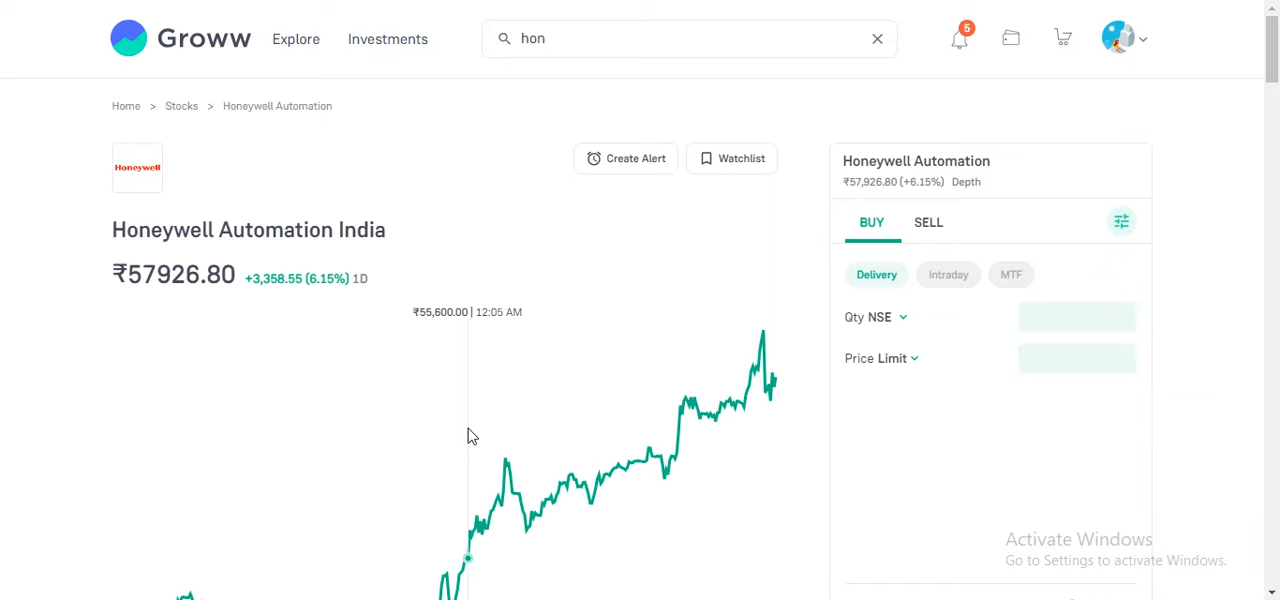 Groww
Explore
Investments
hon
5
Home > Stocks > Honeywell Automation
Honeywell
Create Alert
Watchlist
Honeywell Automation India
₹57926.80 +3,358.55 (6.15%) 1D
₹55,600.00 | 12:05 AM
Honeywell Automation
₹57,926.80 (+6.15%) Depth
BUY
SELL
Delivery
Intraday
MTF
Qty NSE
Price Limit
Activate Windows
Go to Settings to activate Windows.